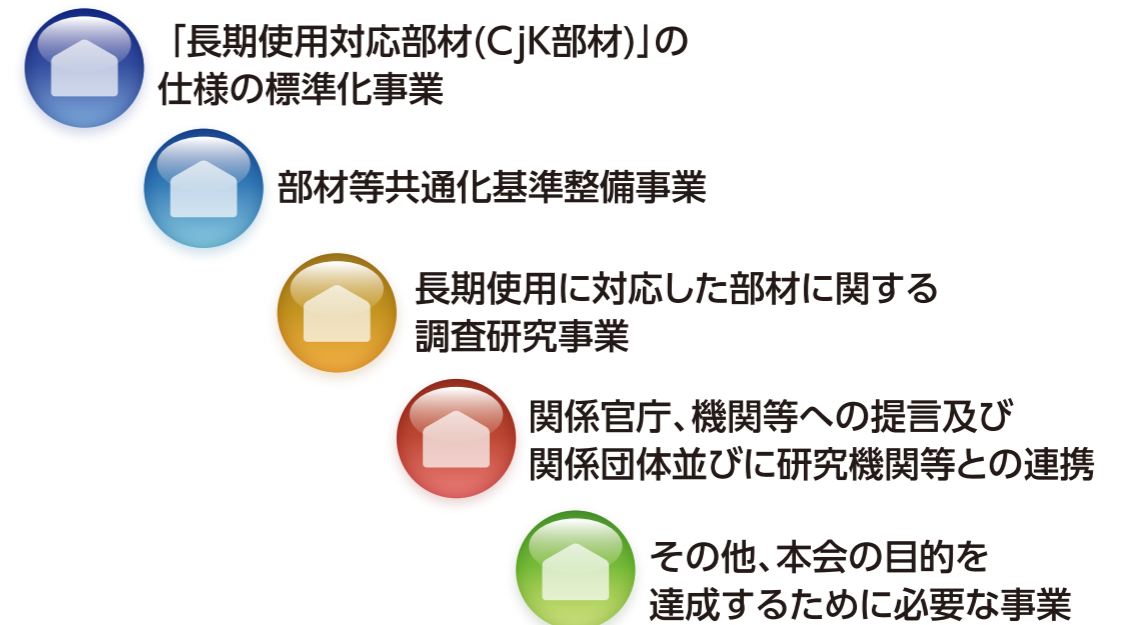 「長期使用対応部材(CjK部材)」の
仕様の標準化事業
部材等共通化基準整備事業
長期使用に対応した部材に関する
調査研究事業
関係官庁、機関等への提言及び
関係団体並びに研究機関等との連携
その他、本会の目的を
達成するために必要な事業